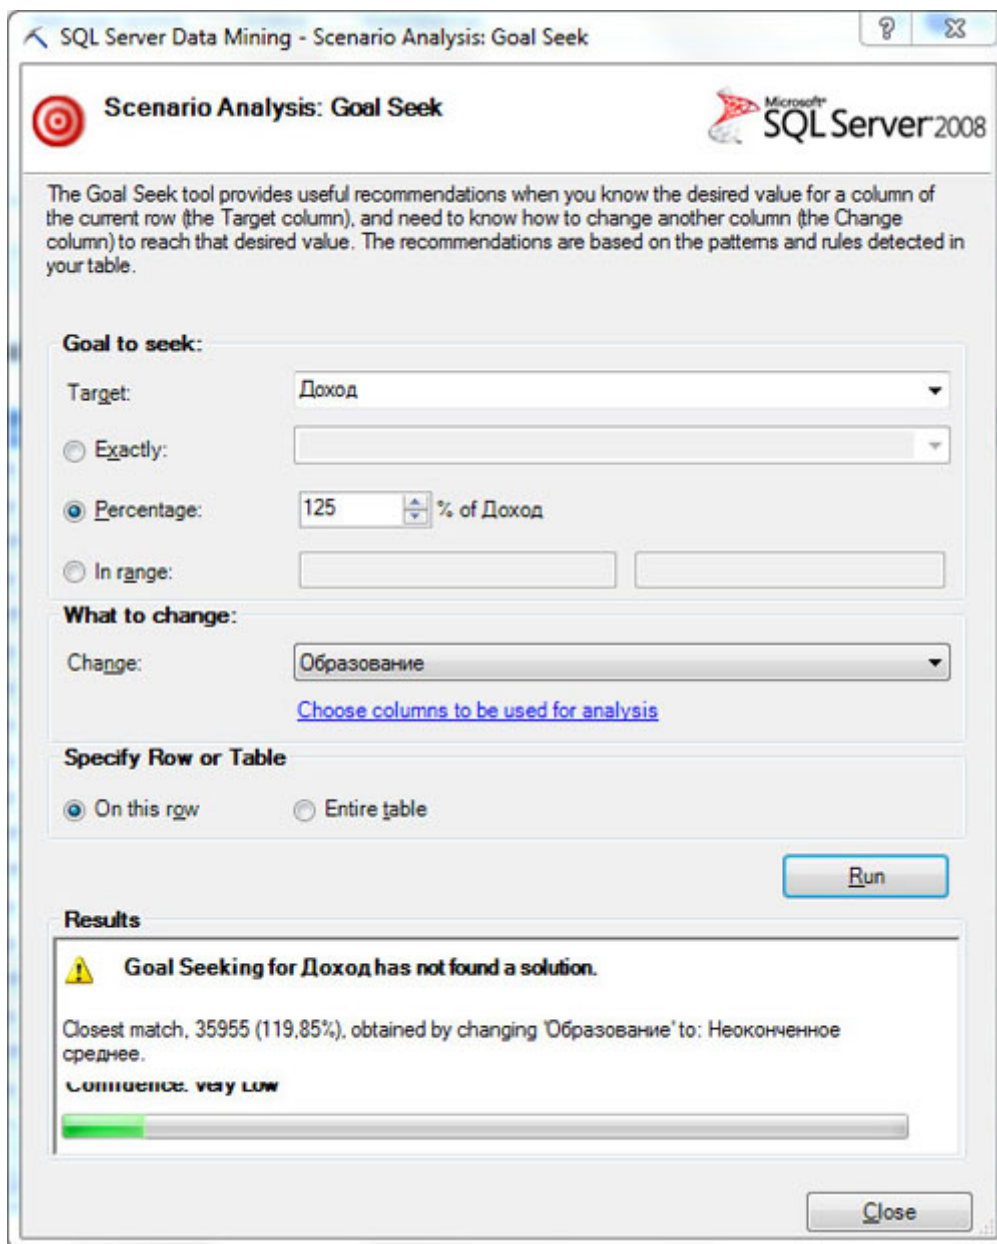 SQL Server Data Mining - Scenario Analysis: Goal Seek
Scenario Analysis: Goal Seek
Microsoft®
SQL Server 2008
The Goal Seek tool provides useful recommendations when you know the desired value for a column of
the current row (the Target column), and need to know how to change another column (the Change
column) to reach that desired value. The recommendations are based on the patterns and rules detected in
your table.
Goal to seek:
Target: Доход
Exactly:
Percentage: 125 % of Доход
In range:
What to change:
Change: Образование
Choose columns to be used for analysis
Specify Row or Table
On this row Entire table
Run
Results
Goal Seeking for Доход has not found a solution.
Closest match, 35955 (119,85%), obtained by changing 'Образование' to: Неоконченное
среднее.
Confidence: Very Low
Close